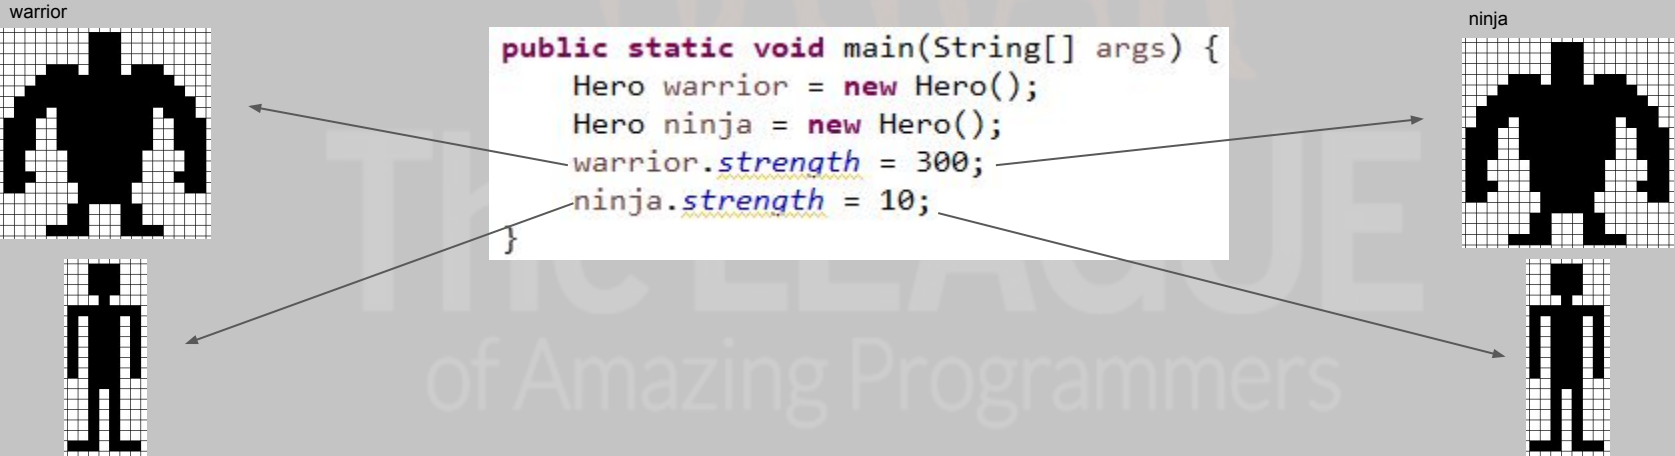 warrior
ninja
public static void main(String[] args) {
    Hero warrior = new Hero();
    Hero ninja = new Hero();
    warrior.strength = 300;
    ninja.strength = 10;
}
The LEAGUE
of Amazing Programmers